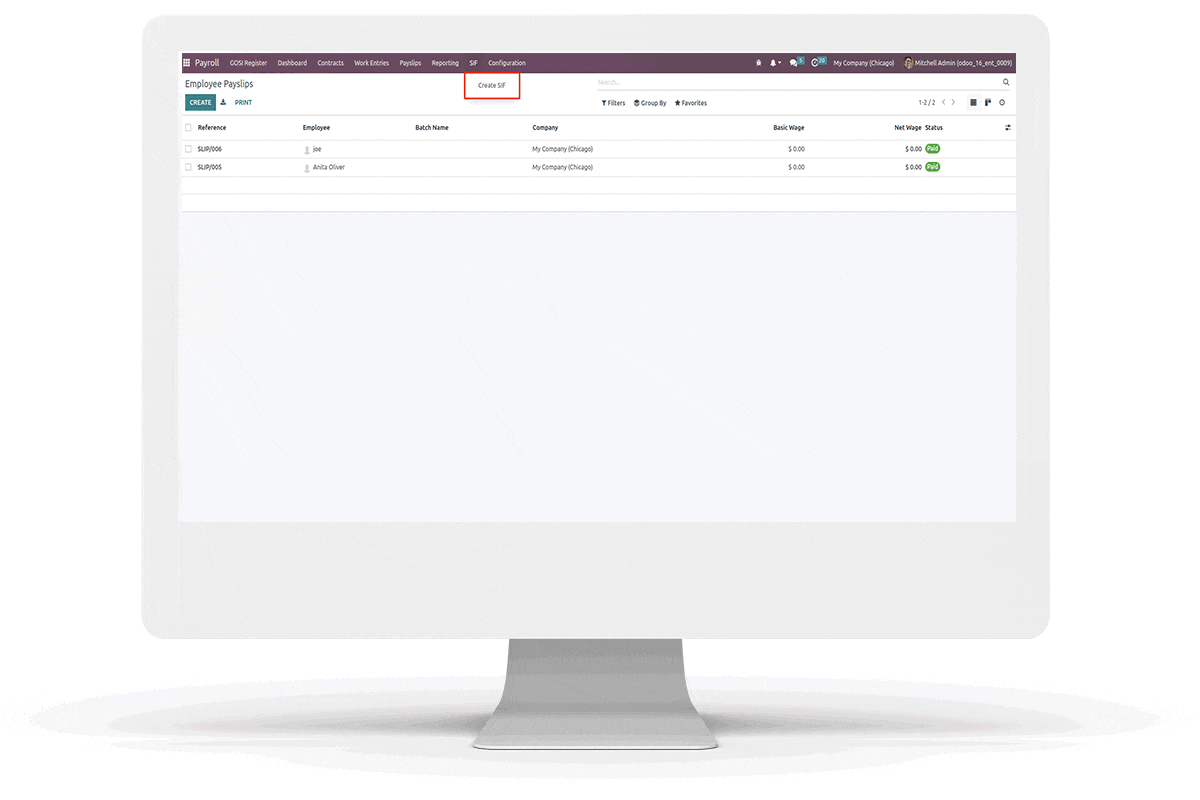 Payroll GOSI Register Dashboard Contracts Work Entries Payslips Reporting SIF Configuration 5 20 My Company (Chicago) Mitchell Admin (odoo_16_ent_0009)
Employee Payslips Create SIF Search...
CREATE PRINT Filters Group By Favorites 1-2 / 2
Reference Employee Batch Name Company Basic Wage Net Wage Status
SLIP/006 joe My Company (Chicago) $ 0.00 $ 0.00 Paid
SLIP/005 Anita Oliver My Company (Chicago) $ 0.00 $ 0.00 Paid